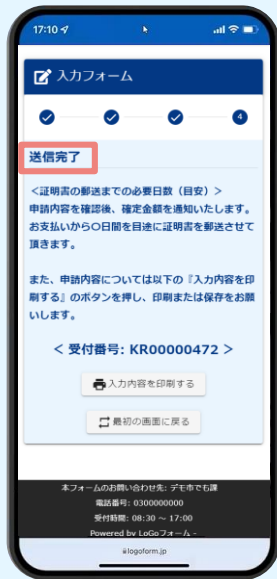 17:10
入力フォーム
4
送信完了
＜証明書の郵送までの必要日数（目安）＞
申請内容を確認後、確定金額を通知いたします。
お支払いから〇日間を目途に証明書を郵送させて
頂きます。
また、申請内容については以下の『入力内容を印
刷する』のボタンを押し、印刷または保存をお願
いします。
＜ 受付番号: KR00000472 ＞
入力内容を印刷する
最初の画面に戻る
本フォームのお問い合わせ先: デモ市でも課
電話番号: 0300000000
受付時間: 08:30 ～ 17:00
Powered by LoGoフォーム -
logoform.jp